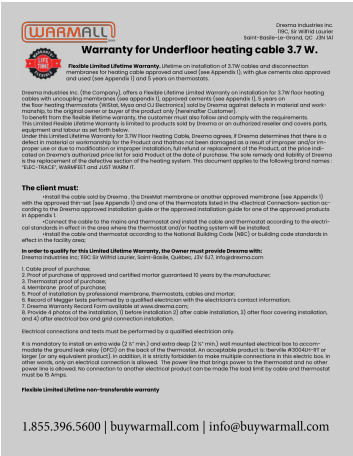 WARMALL
Drexma Industries Inc.
119C, Sir Wilfrid Laurier
Saint-Basile-Le-Grand, QC J3N 1A1
WARRANTY
LIFE
TIME
Warranty for Underfloor heating cable 3.7 W.
Flexible Limited Lifetime Warranty. Lifetime on installation of 3.7W cables and disconnection
membranes for heating cable approved and used (see Appendix 1), with glue cements also approved
and used (see Appendix 1) and 5 years on thermostats.
Drexma Industries Inc. (the Company), offers a Flexible Lifetime Limited Warranty on installation for 3.7W floor heating
cables with uncoupling membranes (see appendix 1), approved cements (see Appendix 1), 5 years on
the floor heating thermostats (WiStat, Mysa and OJ Electronics) sold by Drexma against defects in material and work-
manship, to the original owner or buyer of the product only (hereinafter Customer).
To benefit from the flexible lifetime warranty, the customer must also follow and comply with the requirements.
This Limited Flexible Lifetime Warranty is limited to products sold by Drexma or an authorized reseller and covers parts,
equipment and labour as set forth below.
Under this Limited Lifetime Warranty for 3.7W Floor Heating Cable, Drexma agrees, if Drexma determines that there is a
defect in material or workmanship for the Product and thathas not been damaged as a result of improper and/or im-
proper use or due to modification or improper installation, full refund or replacement of the Product, at the price indi-
cated on Drexma's authorized price list for said Product at the date of purchase. The sole remedy and liability of Drexma
is the replacement of the defective section of the heating system. This document applies to the following brand names :
"ELEC-TRACE", WARMFEET and JUST WARM IT.
The client must:
•Install the cable sold by Drexma , the DrexMat membrane or another approved membrane (see Appendix 1)
with the approved thin-set (see Appendix 1) and one of the thermostats listed in the «Electrical Connection» section ac-
cording to the Drexma approved installation guide or the approved installation guide for one of the approved products
in Appendix 1.
•Connect the cable to the mains and thermostat and install the cable and thermostat according to the electri-
cal standards in effect in the area where the thermostat and/or heating system will be installed;
•Install the cable and thermostat according to the National Building Code (NBC) or building code standards in
effect in the facility area;
In order to qualify for this Limited Lifetime Warranty, the Owner must provide Drexma with:
Drexma Industries Inc; 119C Sir Wilfrid Laurier, Saint-Basile, Québec, J3V 6J7, info@drexma.com
1. Cable proof of purchase;
2. Proof of purchase of approved and certified mortar guaranteed 10 years by the manufacturer;
3. Thermostat proof of purchase;
4. Membrane proof of purchase;
5. Proof of installation by professional membrane, thermostats, cables and mortar;
6. Record of Megger tests performed by a qualified electrician with the electrician's contact information;
7. Drexma Warranty Record Form available at www.drexma.com;
8. Provide 4 photos of the installation, 1) before installation 2) after cable installation, 3) after floor covering installation,
and 4) after electrical box and grid connection installation.
Electrical connections and tests must be performed by a qualified electrician only.
It is mandatory to install an extra wide (2 ½" min.) and extra deep (2 ½" min.) wall mounted electrical box to accom-
modate the ground leak relay (GFCI) on the back of the thermostat. An acceptable product is: Iberville #3004LH-RT or
larger (or any equivalent product). In addition, it is strictly forbidden to make multiple connections in this electric box. In
other words, only an electrical connection is allowed. The power line that brings power to the thermostat and no other
power line is allowed. No connection to another electrical product can be made.The load limit by cable and thermostat
must be 15 Amps.
Flexible Limited Lifetime non-transferable warranty
1.855.396.5600 | buywarmall.com | info@buywarmall.com